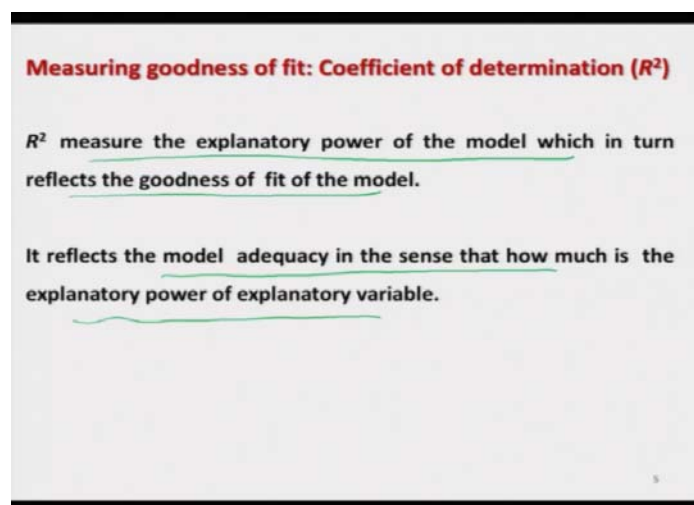 Measuring goodness of fit: Coefficient of determination (R²)
R² measure the explanatory power of the model which in turn
reflects the goodness of fit of the model.
It reflects the model adequacy in the sense that how much is the
explanatory power of explanatory variable.
5